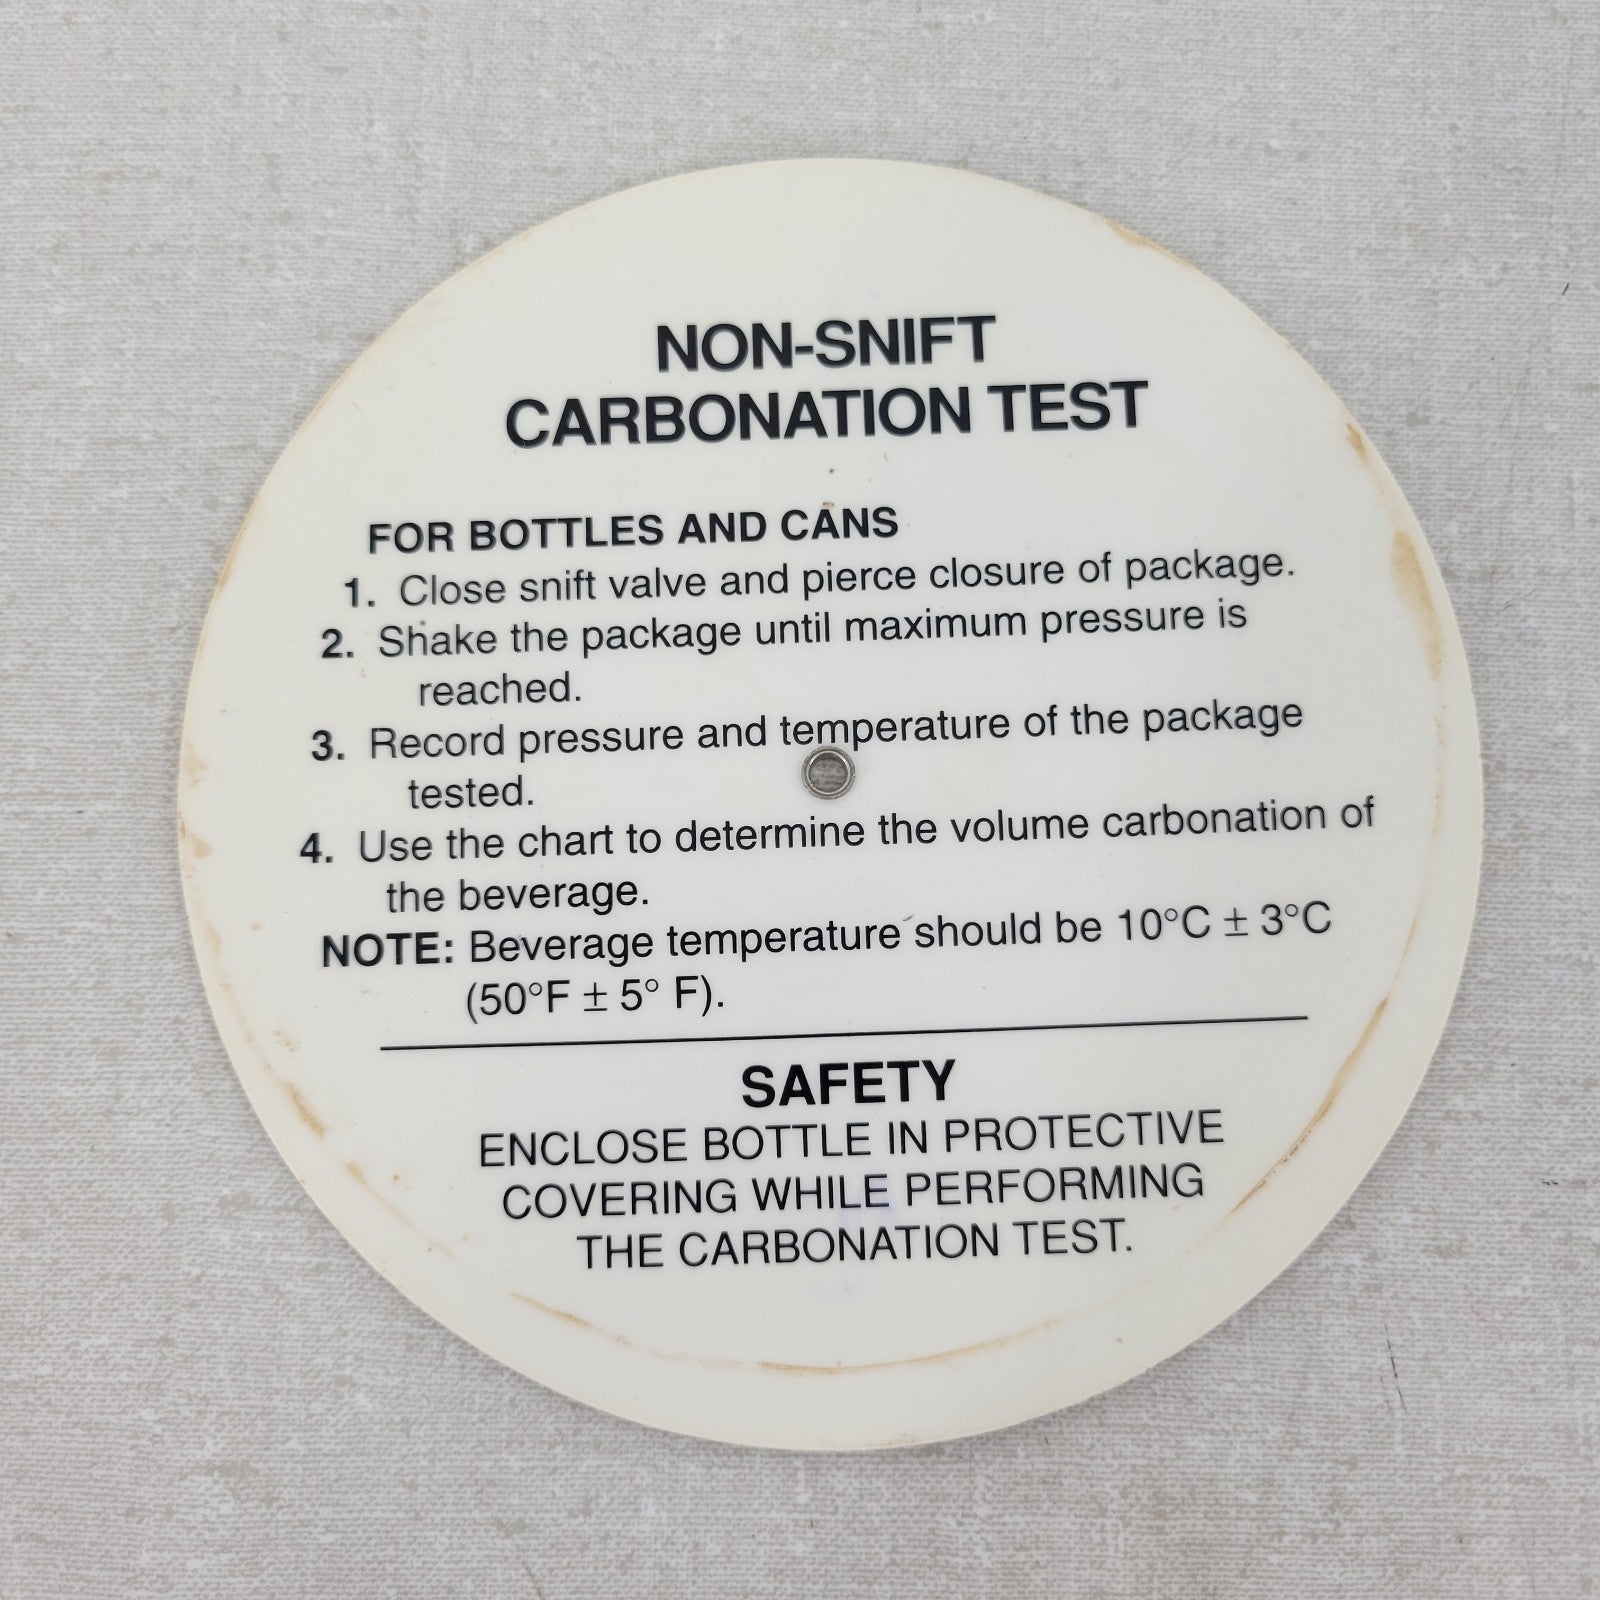 NON-SNIFT
CARBONATION TEST
FOR BOTTLES AND CANS
1. Close snift valve and pierce closure of package.
2. Shake the package until maximum pressure is
reached.
3. Record pressure and temperature of the package
tested.
4. Use the chart to determine the volume carbonation of
the beverage.
NOTE: Beverage temperature should be 10°C ± 3°C
(50°F ± 5° F).
SAFETY
ENCLOSE BOTTLE IN PROTECTIVE
COVERING WHILE PERFORMING
THE CARBONATION TEST.